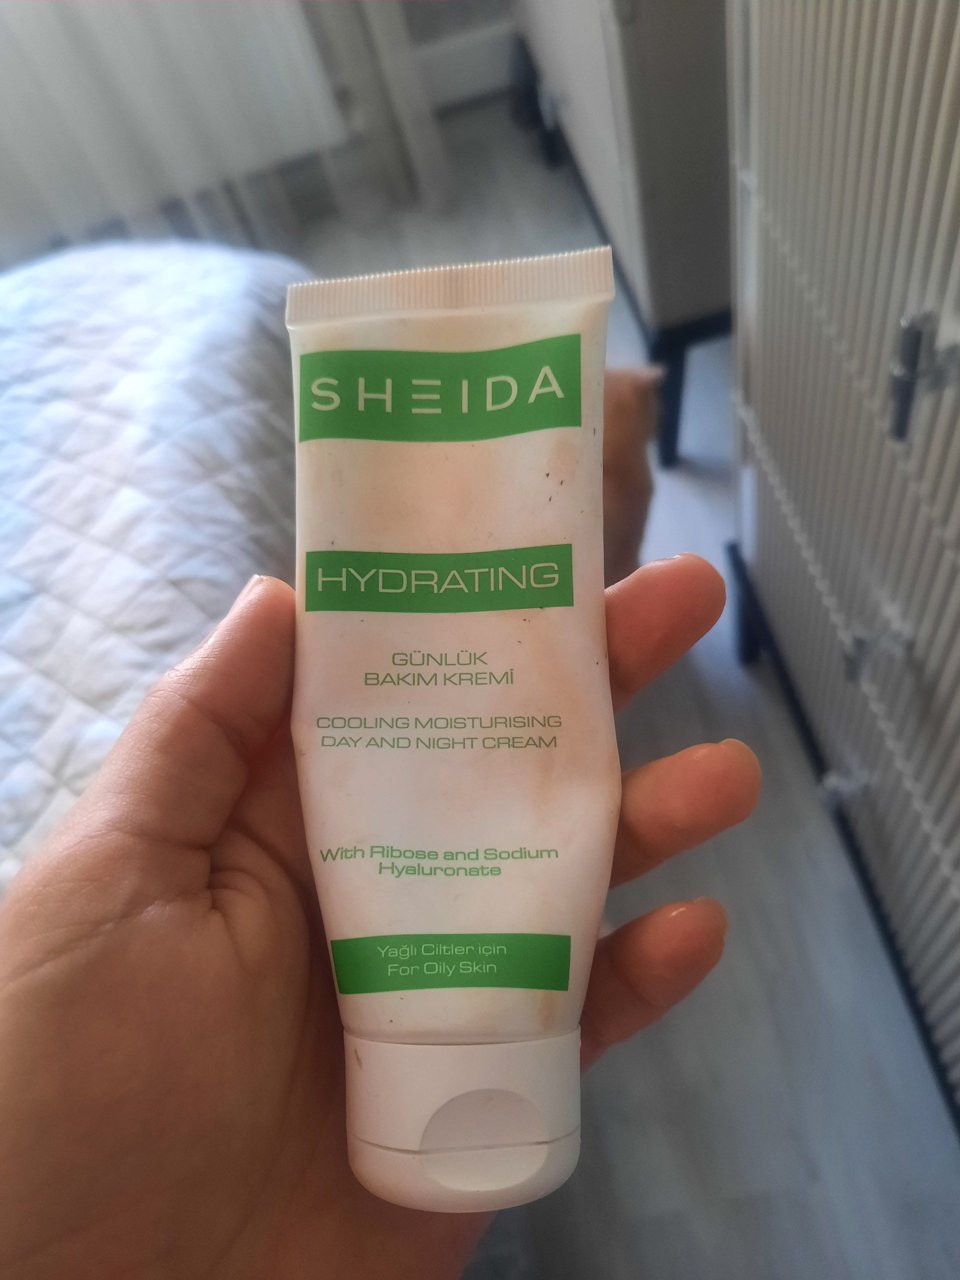 SHEIDA
HYDRATING
GÜNLÜK
BAKIM KREMİ
COOLING MOISTURISING
DAY AND NIGHT CREAM
With Ribose and Sodium
Hyaluronate
Yağlı Ciltler için
For Oily Skin